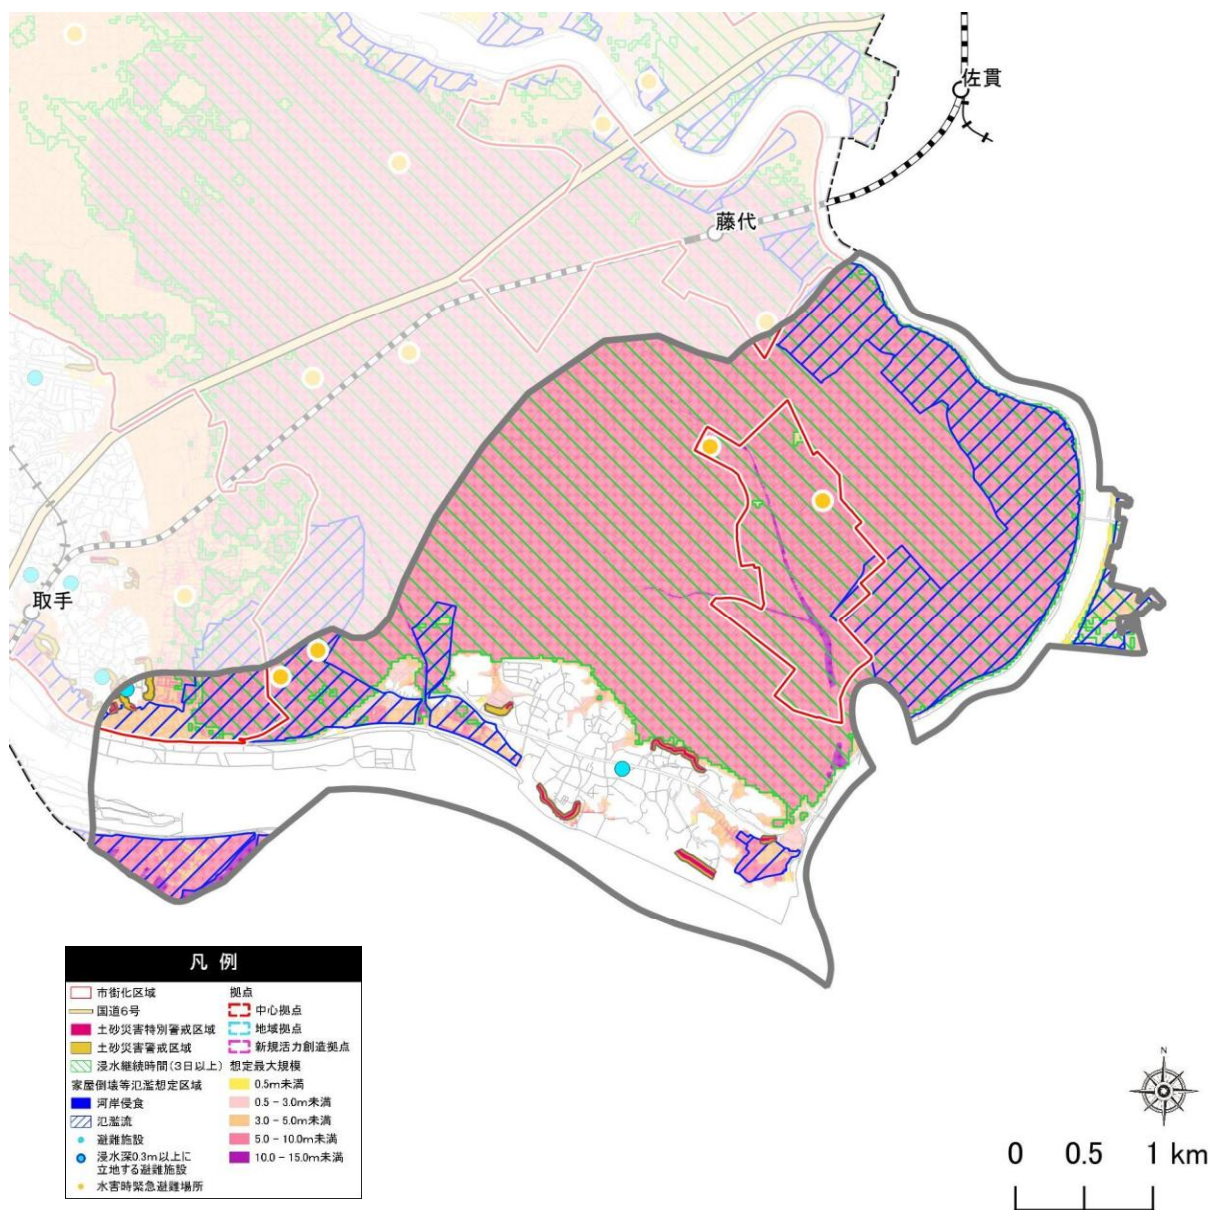 佐貫
藤代
取手
凡 例
市街化区域
国道6号
土砂災害特別警戒区域
土砂災害警戒区域
浸水継続時間(3日以上)
家屋倒壊等氾濫想定区域
河岸侵食
氾濫流
避難施設
浸水深0.3m以上に
立地する避難施設
水害時緊急避難場所
拠点
中心拠点
地域拠点
新規活力創造拠点
想定最大規模
0.5m未満
0.5 - 3.0m未満
3.0 - 5.0m未満
5.0 - 10.0m未満
10.0 - 15.0m未満
N
0 0.5 1 km